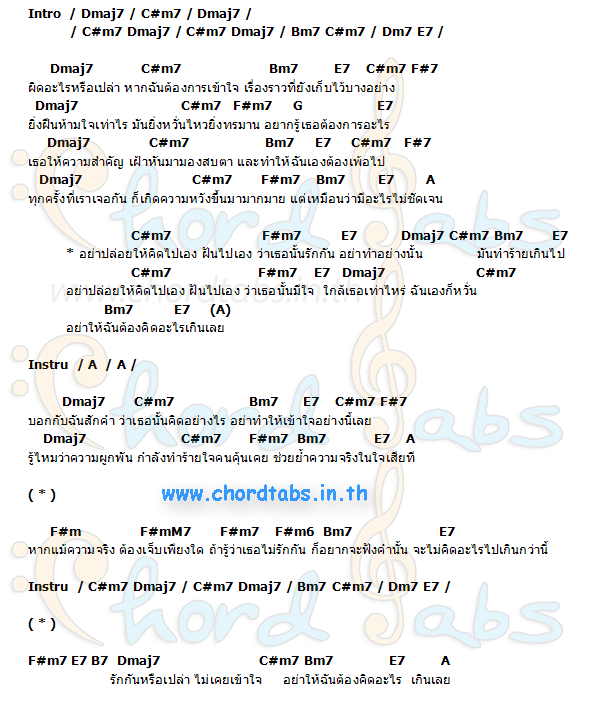 Intro / Dmaj7 / C#m7 / Dmaj7 /
/ C#m7 Dmaj7 / C#m7 Dmaj7 / Bm7 C#m7 / Dm7 E7 /
Dmaj7 C#m7 Bm7 E7 C#m7 F#7
ผิดอะไรหรือเปล่า หากฉันต้องการเข้าใจ เรื่องราวที่ยังเก็บไว้บางอย่าง
Dmaj7 C#m7 F#m7 G E7
ยิ่งฝืนห้ามใจเท่าไร มันยิ่งหวั่นไหวยิ่งทรมาน อยากรู้เธอต้องการอะไร
Dmaj7 C#m7 Bm7 E7 C#m7 F#7
เธอให้ความสำคัญ เฝ้าหันมามองสบตา และทำให้ฉันเองต้องเพ้อไป
Dmaj7 C#m7 F#m7 Bm7 E7 A
ทุกครั้งที่เราเจอกัน ก็เกิดความหวังขึ้นมามากมาย แต่เหมือนว่ามีอะไรไม่ชัดเจน
C#m7 F#m7 E7 Dmaj7 C#m7 Bm7 E7
* อย่าปล่อยให้คิดไปเอง ฝันไปเอง ว่าเธอนั้นรักกัน อย่าทำอย่างนั้น มันทำร้ายเกินไป
C#m7 F#m7 E7 Dmaj7 C#m7
อย่าปล่อยให้คิดไปเอง ฝันไปเอง ว่าเธอนั้นมีใจ ใกล้เธอเท่าไหร่ ฉันเองก็หวั่น
Bm7 E7 (A)
อย่าให้ฉันต้องคิดอะไรเกินเลย
Instru / A / A /
Dmaj7 C#m7 Bm7 E7 C#m7 F#7
บอกกับฉันสักคำ ว่าเธอนั้นคิดอย่างไร อย่าทำให้เข้าใจอย่างนี้เลย
Dmaj7 C#m7 F#m7 Bm7 E7 A
รู้ไหมว่าความผูกพัน กำลังทำร้ายใจคนคุ้นเคย ช่วยย้ำความจริงในใจเสียที
( * ) www.chordtabs.in.th
F#m F#mM7 F#m7 F#m6 Bm7 E7
หากแม้ความจริง ต้องเจ็บเพียงใด ถ้ารู้ว่าเธอไม่รักกัน ก็อยากจะฟังคำนั้น จะไม่คิดอะไรไปเกินกว่านี้
Instru / C#m7 Dmaj7 / C#m7 Dmaj7 / Bm7 C#m7 / Dm7 E7 /
( * )
F#m7 E7 B7 Dmaj7 C#m7 Bm7 E7 A
รักกันหรือเปล่า ไม่เคยเข้าใจ อย่าให้ฉันต้องคิดอะไร เกินเลย